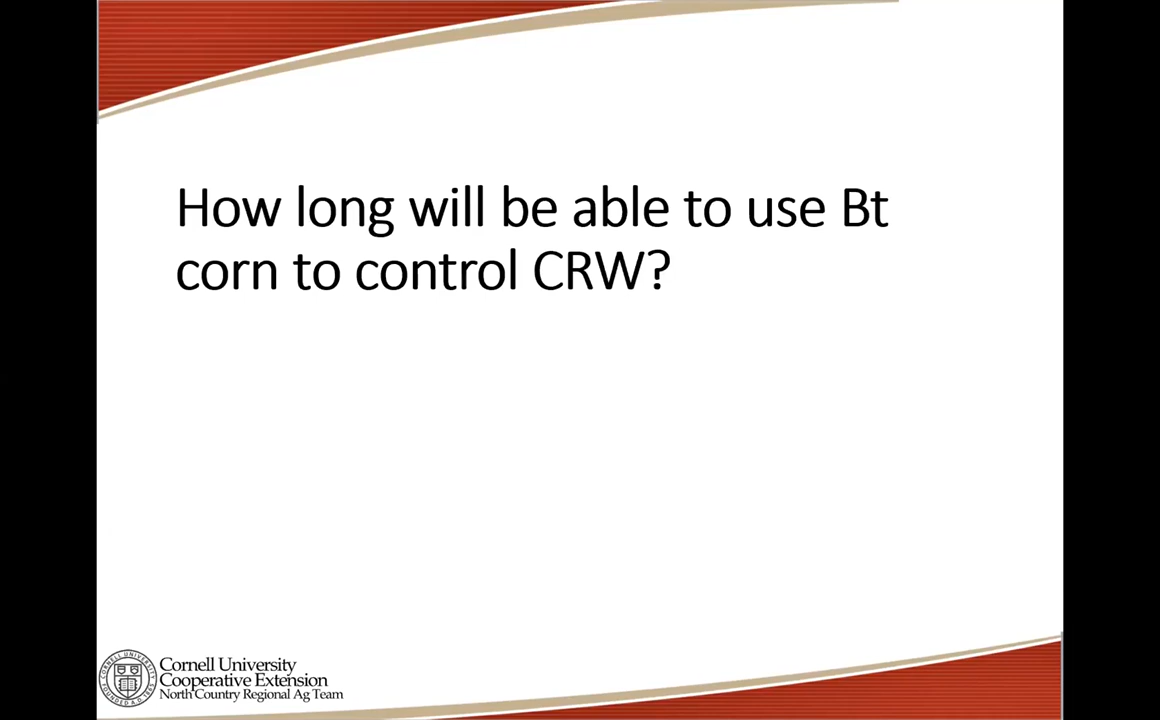 How long will be able to use Bt
corn to control CRW?
Cornell University
Cooperative Extension
North Country Regional Ag Team